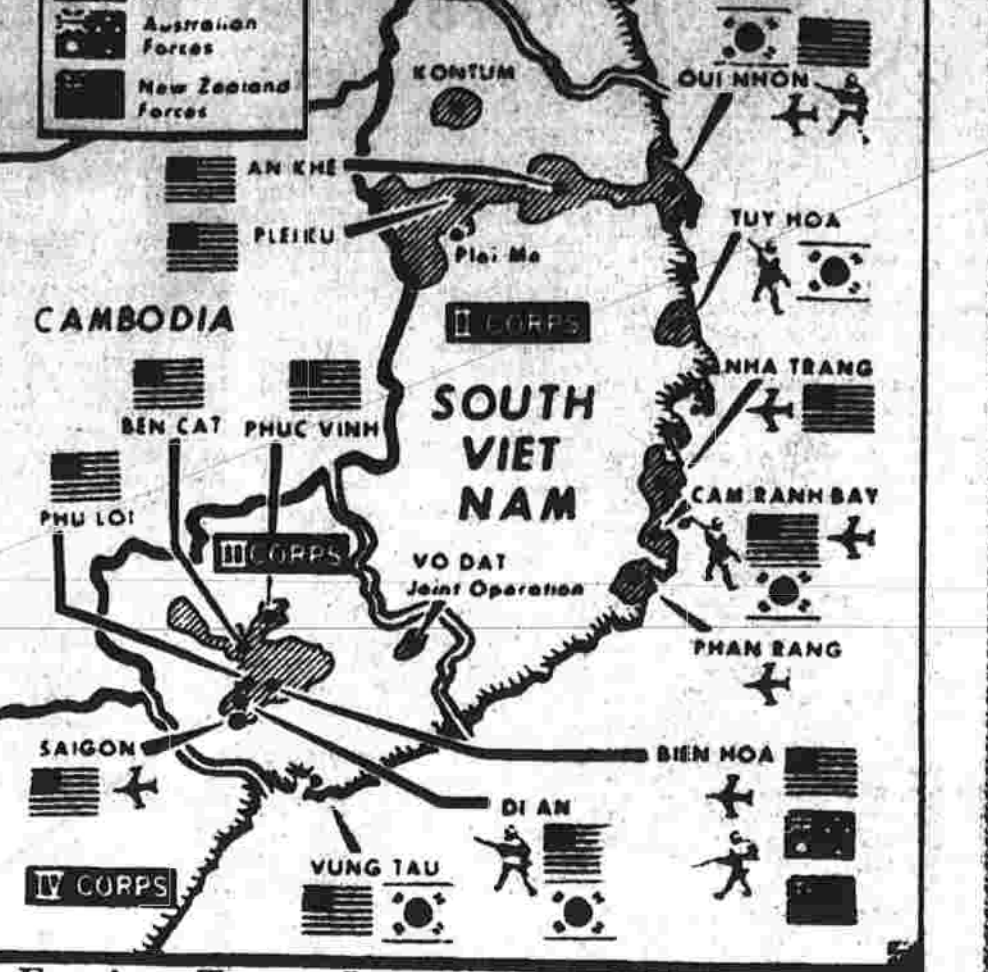 Australian
Forces
New Zealand
Forces
KONTUM
QUI NHON
AN KHE
PLEIKU
Plei Me
TUY HOA
CAMBODIA
II CORPS
NHA TRANG
BEN CAT
PHUC VINH
SOUTH
VIET
NAM
PHU LOI
CAM RANH BAY
III CORPS
VO DAT
Joint Operation
PHAN RANG
SAIGON
BIEN HOA
DI AN
VUNG TAU
IV CORPS